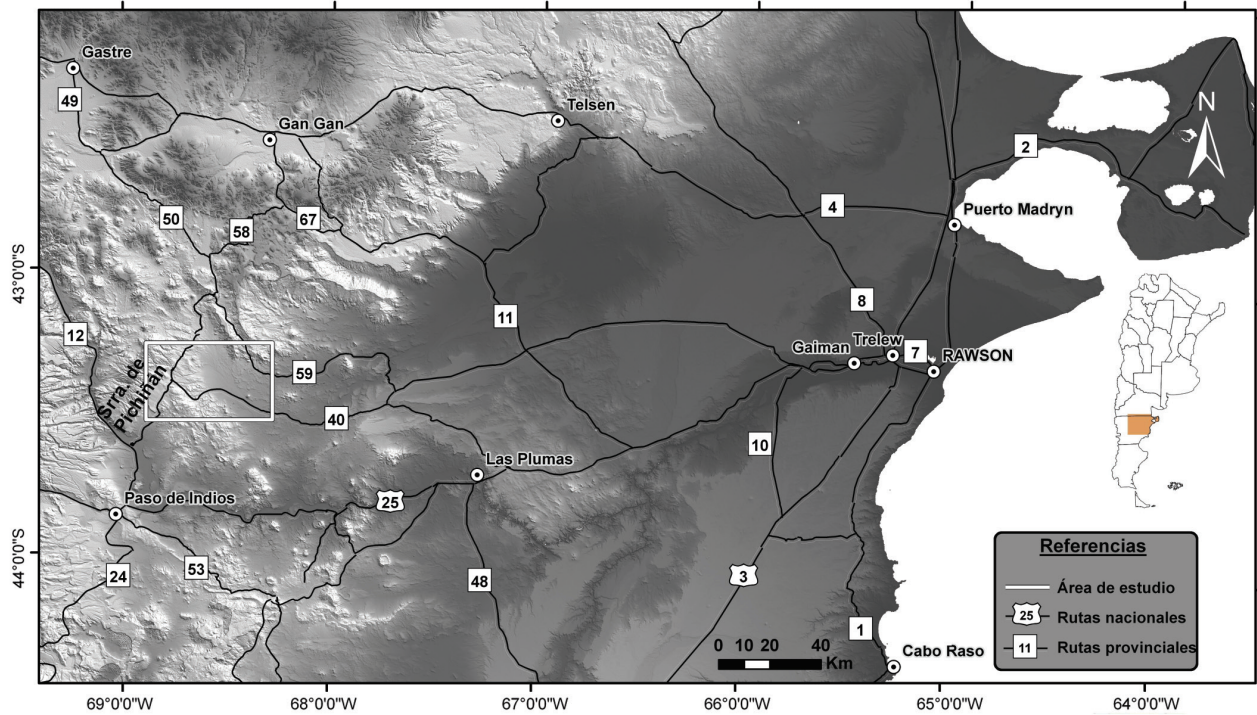 Gastre
49
Telsen
Gan Gan
N
2
50
58
67
4
Puerto Madryn
43°0'0"S
12
11
8
Gaiman
Trelew
7
RAWSON
Srra. de
Pichiñan
59
40
10
Las Plumas
Paso de Indios
25
44°0'0"S
24
53
48
3
1
Cabo Raso
0 10 20 40
Km
Referencias
Área de estudio
25 Rutas nacionales
11 Rutas provinciales
69°0'0"W 68°0'0"W 67°0'0"W 66°0'0"W 65°0'0"W 64°0'0"W